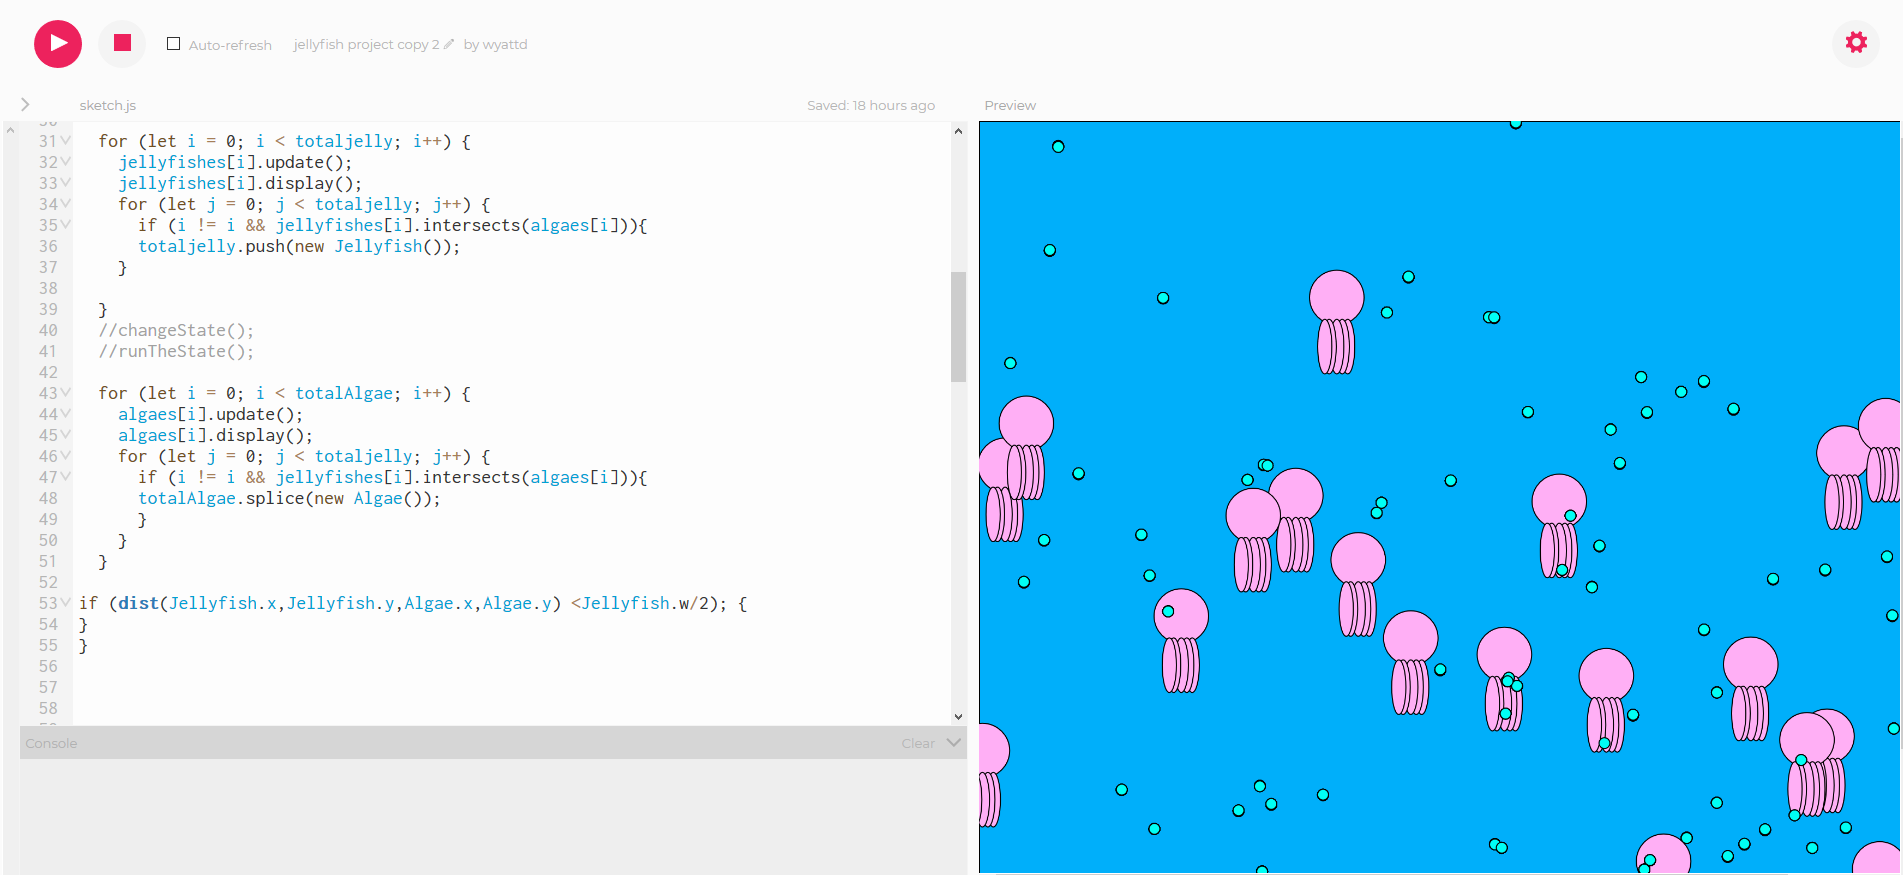 Auto-refresh jellyfish project copy 2 by wyattd
sketch.js Saved: 18 hours ago Preview
31 for (let i = 0; i < totaljelly; i++) {
32 jellyfishes[i].update();
33 jellyfishes[i].display();
34 for (let j = 0; j < totaljelly; j++) {
35 if (i != i && jellyfishes[i].intersects(algaes[i])){
36 totaljelly.push(new Jellyfish());
37 }
38
39 }
40 //changeState();
41 //runTheState();
42
43 for (let i = 0; i < totalAlgae; i++) {
44 algaes[i].update();
45 algaes[i].display();
46 for (let j = 0; j < totaljelly; j++) {
47 if (i != i && jellyfishes[i].intersects(algaes[i])){
48 totalAlgae.splice(new Algae());
49 }
50 }
51 }
52
53 if (dist(Jellyfish.x,Jellyfish.y,Algae.x,Algae.y) <Jellyfish.w/2); {
54 }
55 }
56
57
58
Console Clear